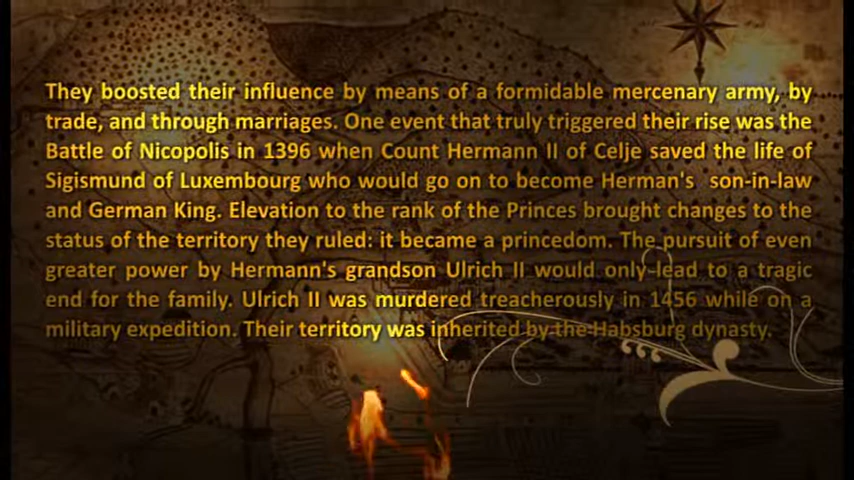 They boosted their influence by means of a formidable mercenary army, by
trade, and through marriages. One event that truly triggered their rise was the
Battle of Nicopolis in 1396 when Count Hermann II of Celje saved the life of
Sigismund of Luxembourg who would go on to become Herman's  son-in-law
and German King. Elevation to the rank of the Princes brought changes to the
status of the territory they ruled: it became a princedom. The pursuit of even
greater power by Hermann's grandson Ulrich II would only lead to a tragic
end for the family. Ulrich II was murdered treacherously in 1456 while on a
military expedition. Their territory was inherited by the Habsburg dynasty.